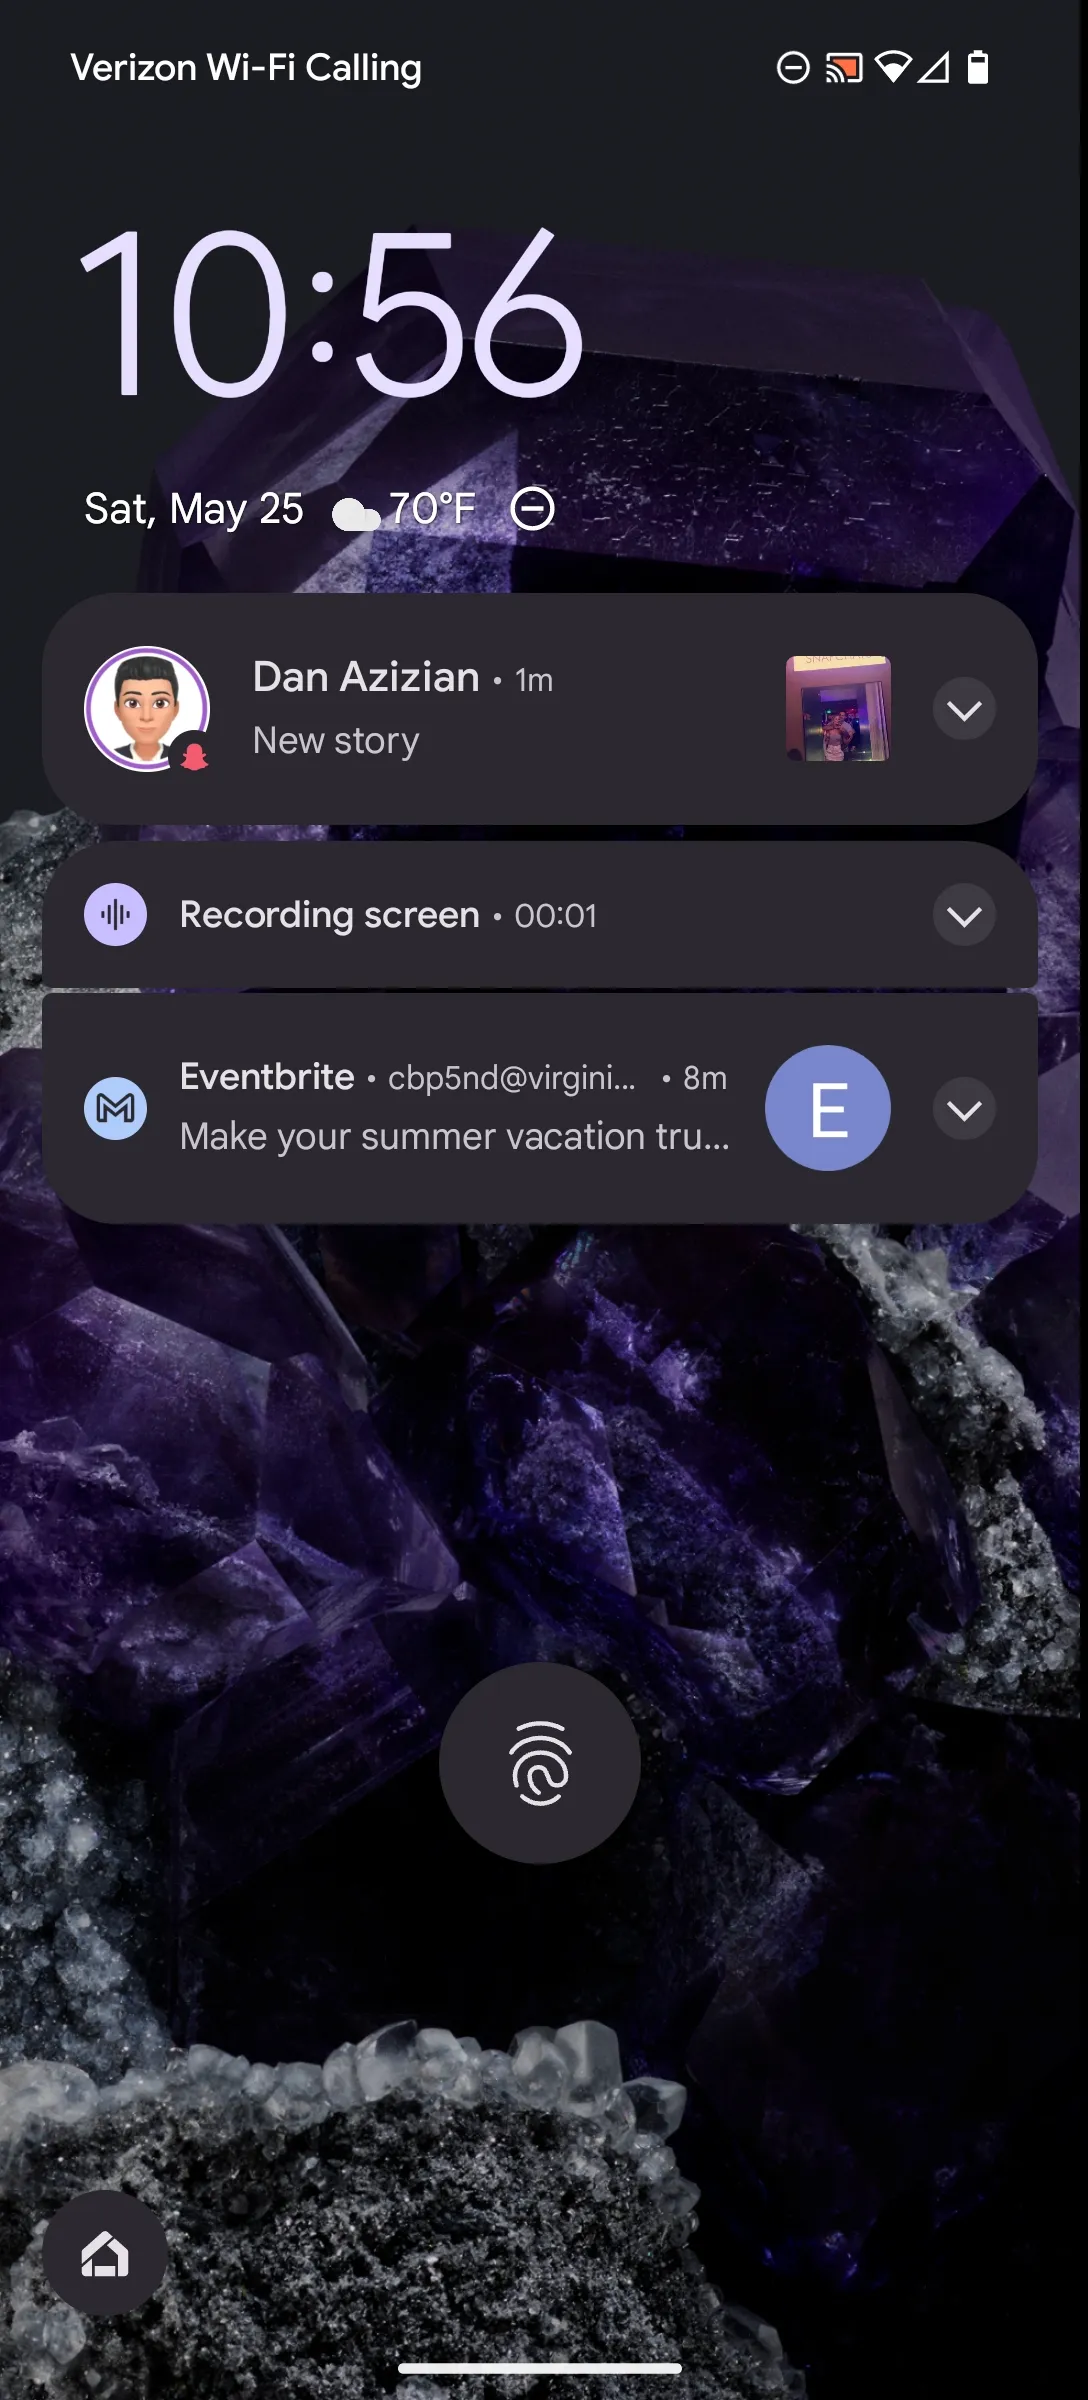 Verizon Wi-Fi Calling
10:56
Sat, May 25 70°F
Dan Azizian • 1m
New story
Recording screen • 00:01
Eventbrite • cbp5nd@virgini... • 8m
Make your summer vacation tru...
E